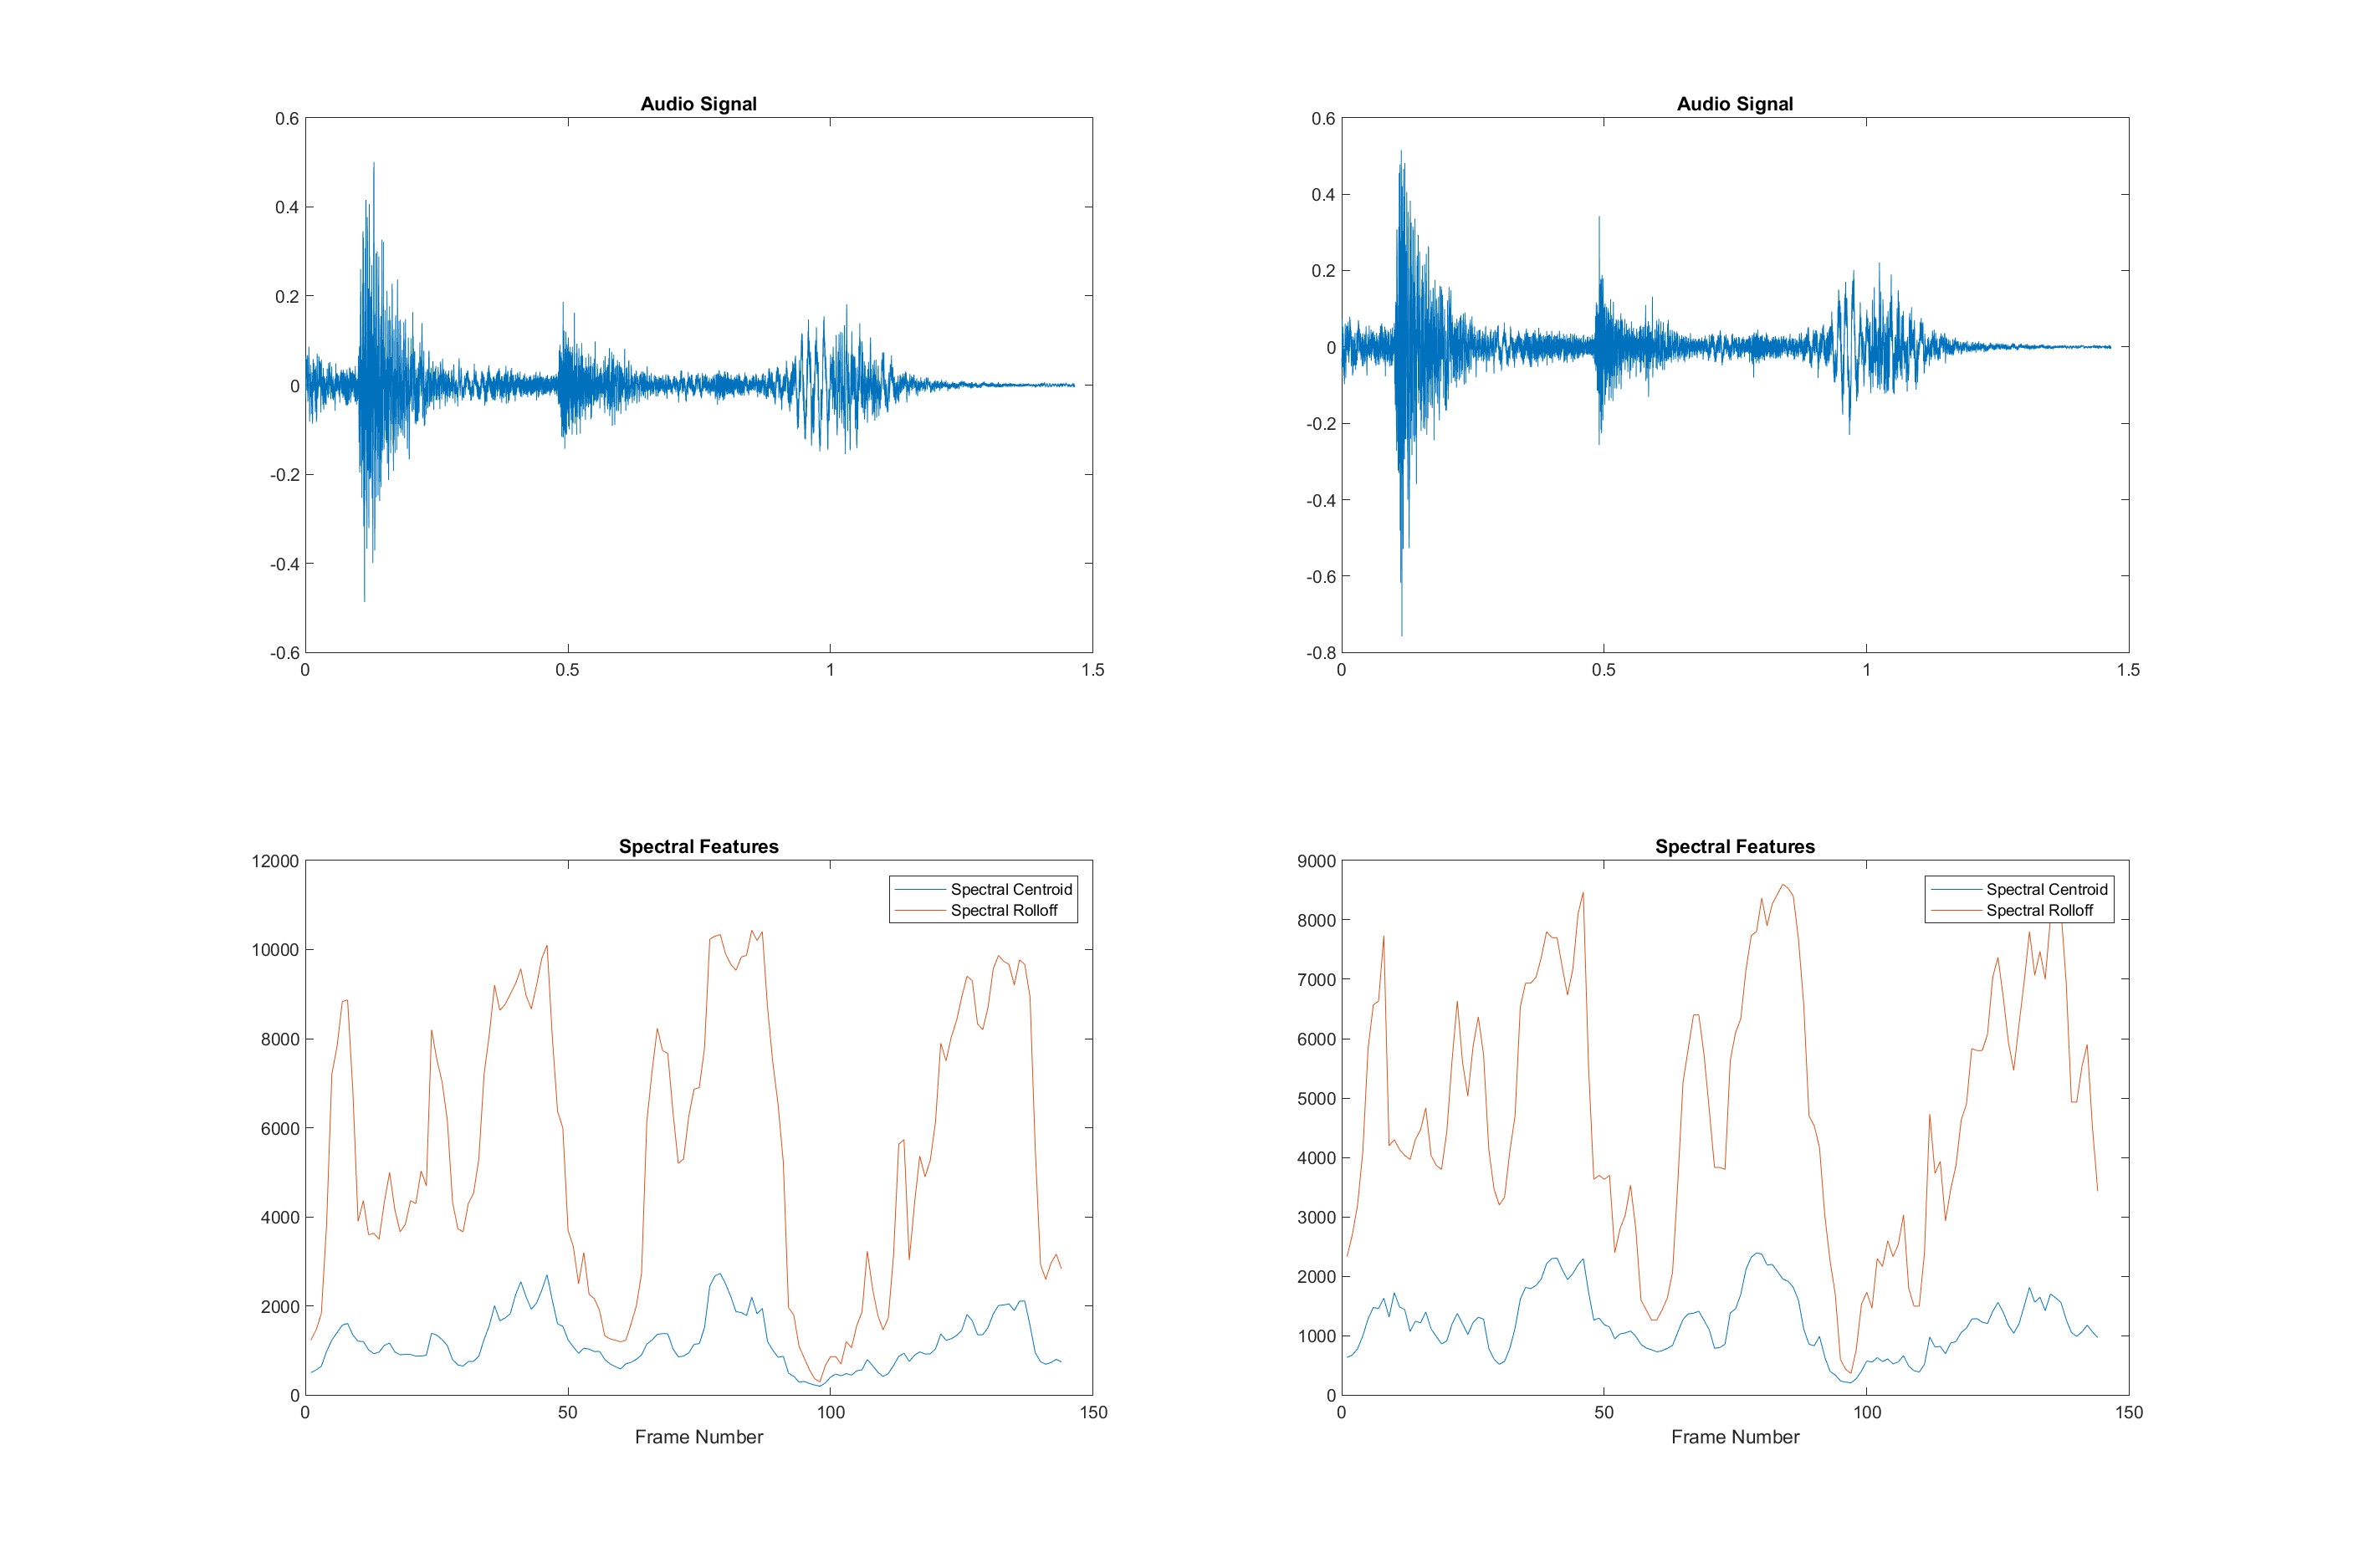 Audio Signal
0.6
0.4
0.2
0
-0.2
-0.4
-0.6
0 0.5 1 1.5
Audio Signal
0.6
0.4
0.2
0
-0.2
-0.4
-0.6
-0.8
0 0.5 1 1.5
Spectral Features
12000
10000
8000
6000
4000
2000
0
0 50 100 150
Spectral Centroid
Spectral Rolloff
Frame Number
Spectral Features
9000
8000
7000
6000
5000
4000
3000
2000
1000
0
0 50 100 150
Spectral Centroid
Spectral Rolloff
Frame Number